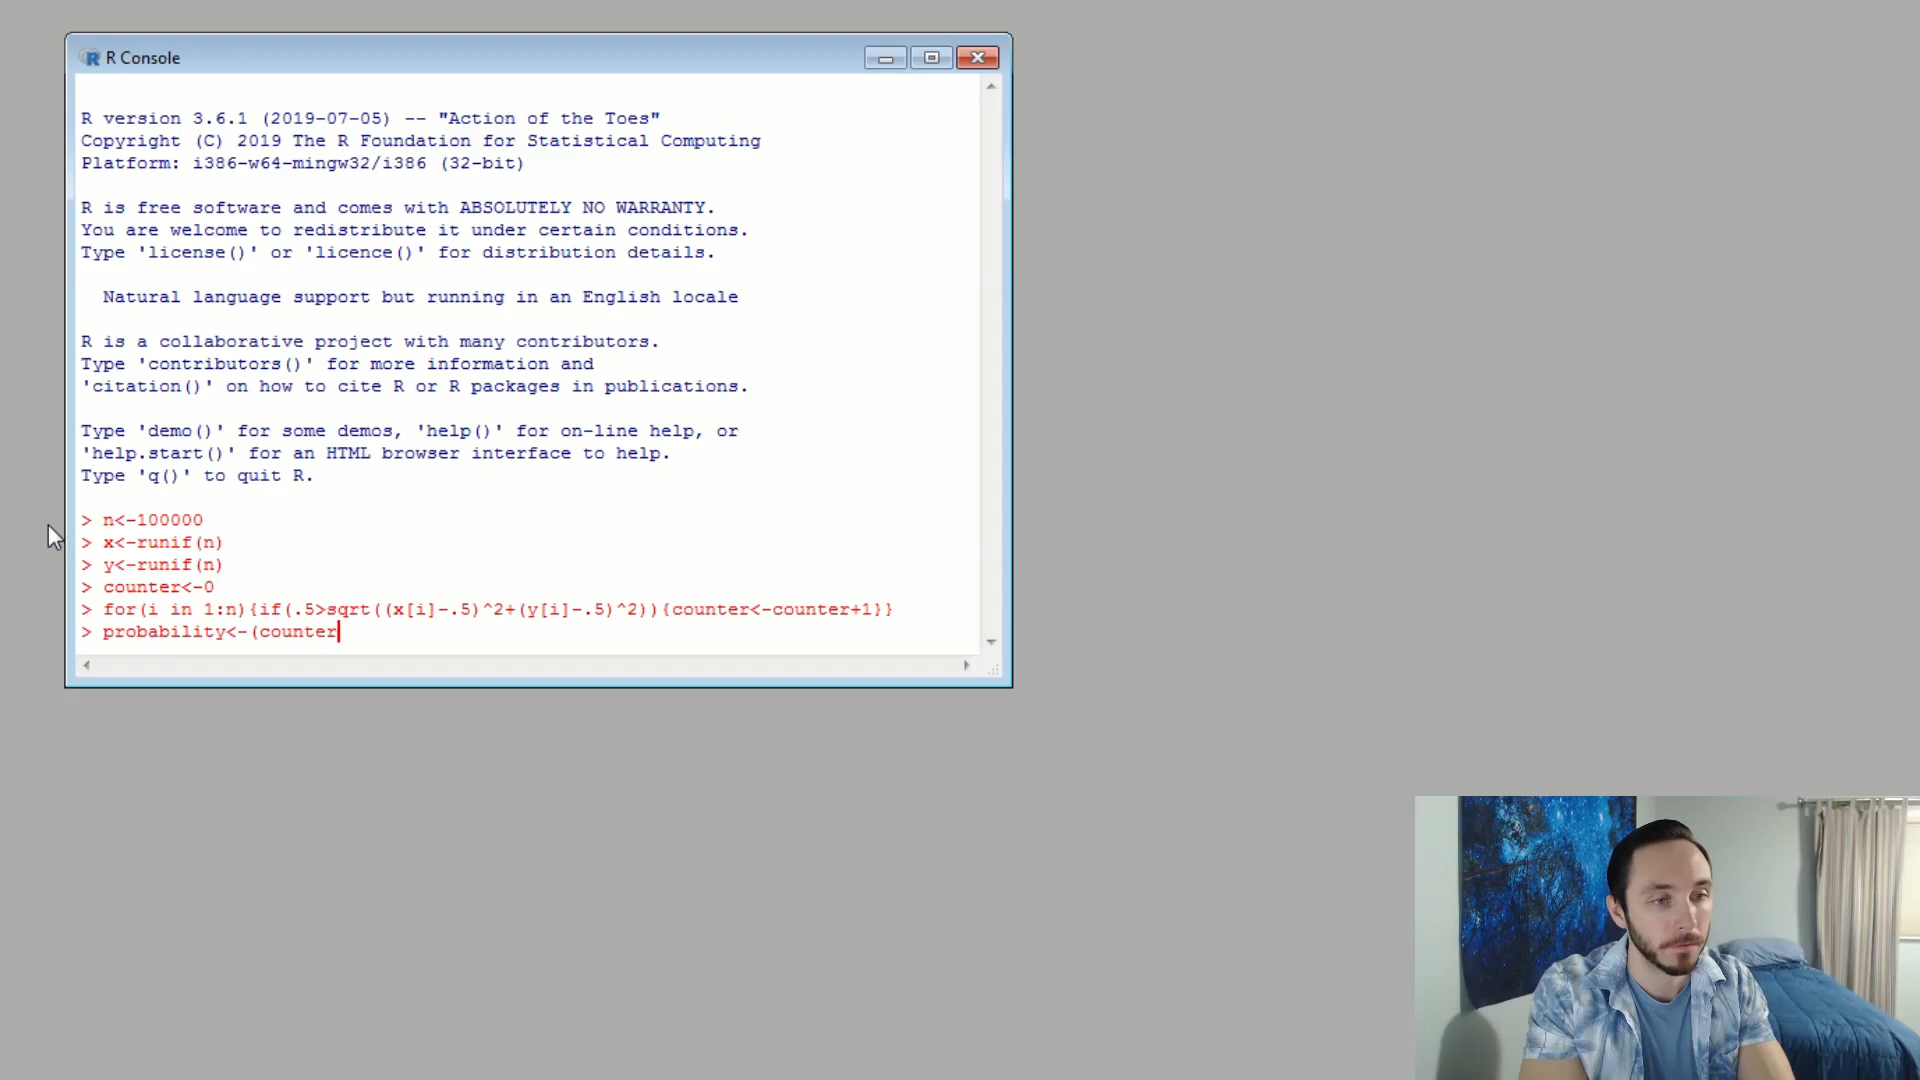 R Console
R version 3.6.1 (2019-07-05) -- "Action of the Toes"
Copyright (C) 2019 The R Foundation for Statistical Computing
Platform: i386-w64-mingw32/i386 (32-bit)
R is free software and comes with ABSOLUTELY NO WARRANTY.
You are welcome to redistribute it under certain conditions.
Type 'license()' or 'licence()' for distribution details.
Natural language support but running in an English locale
R is a collaborative project with many contributors.
Type 'contributors()' for more information and
'citation()' on how to cite R or R packages in publications.
Type 'demo()' for some demos, 'help()' for on-line help, or
'help.start()' for an HTML browser interface to help.
Type 'q()' to quit R.
> n<-100000
> x<-runif(n)
> y<-runif(n)
> counter<-0
> for(i in 1:n){if(.5>sqrt((x[i]-.5)^2+(y[i]-.5)^2)){counter<-counter+1}}
> probability<-(counter